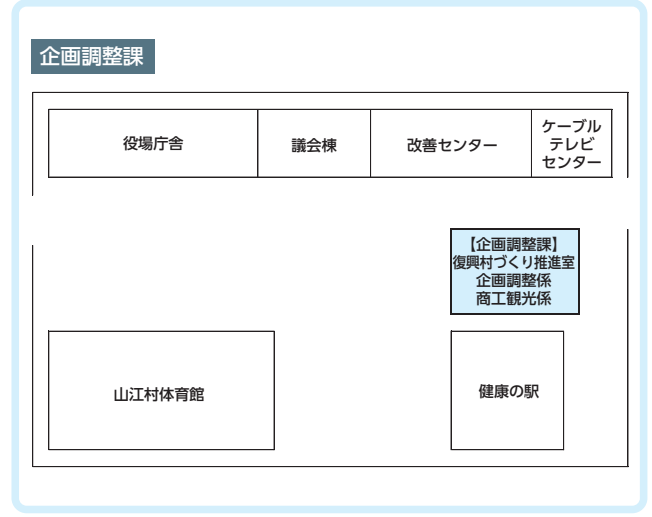 企画調整課
役場庁舎
議会棟
改善センター
ケーブル
テレビ
センター
【企画調整課】
復興村づくり推進室
企画調整係
商工観光係
山江村体育館
健康の駅